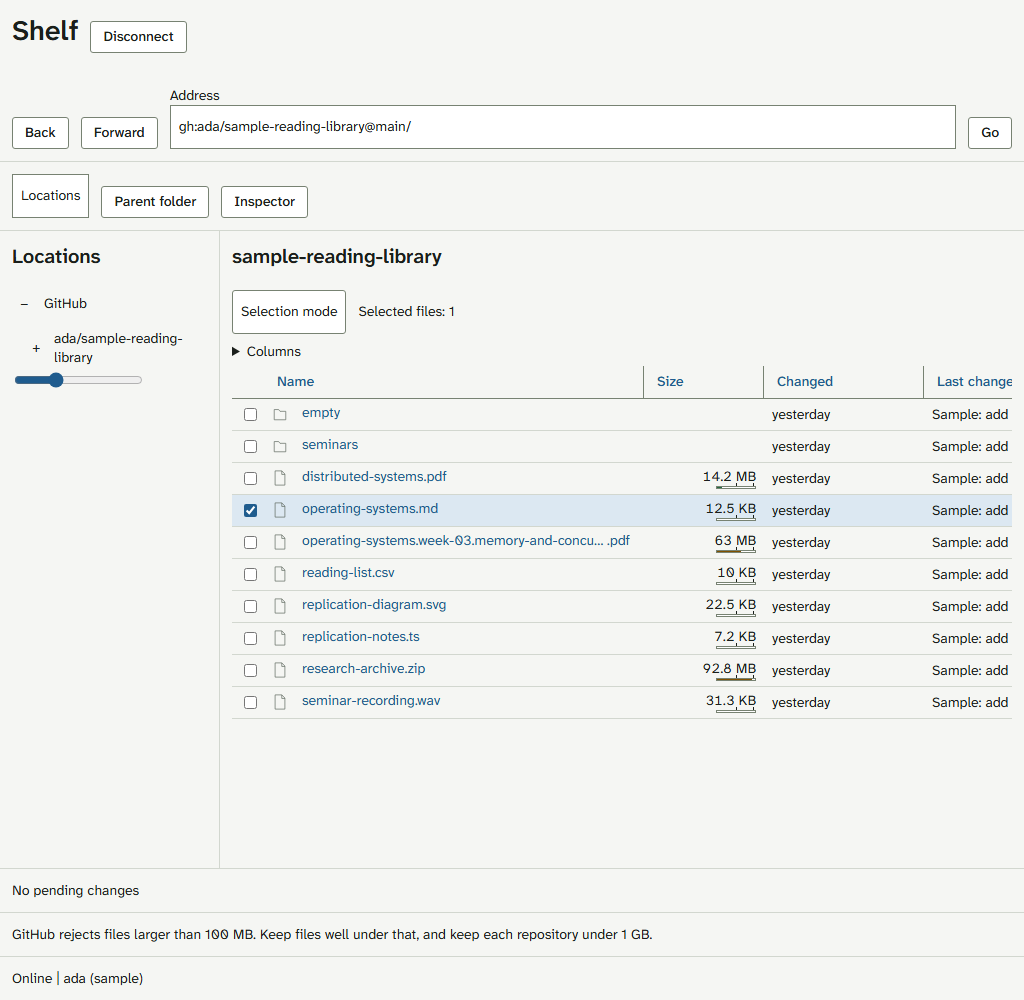 Shelf
Disconnect
Address
Back
Forward
gh:ada/sample-reading-library@main/
Go
Locations
Parent folder
Inspector
Locations
sample-reading-library
− GitHub
Selection mode
Selected files: 1
+ ada/sample-reading-
library
▶ Columns
Name Size Changed Last change
empty yesterday Sample: add
seminars yesterday Sample: add
distributed-systems.pdf 14.2 MB yesterday Sample: add
operating-systems.md 12.5 KB yesterday Sample: add
operating-systems.week-03.memory-and-concu… .pdf 63 MB yesterday Sample: add
reading-list.csv 10 KB yesterday Sample: add
replication-diagram.svg 22.5 KB yesterday Sample: add
replication-notes.ts 7.2 KB yesterday Sample: add
research-archive.zip 92.8 MB yesterday Sample: add
seminar-recording.wav 31.3 KB yesterday Sample: add
No pending changes
GitHub rejects files larger than 100 MB. Keep files well under that, and keep each repository under 1 GB.
Online | ada (sample)